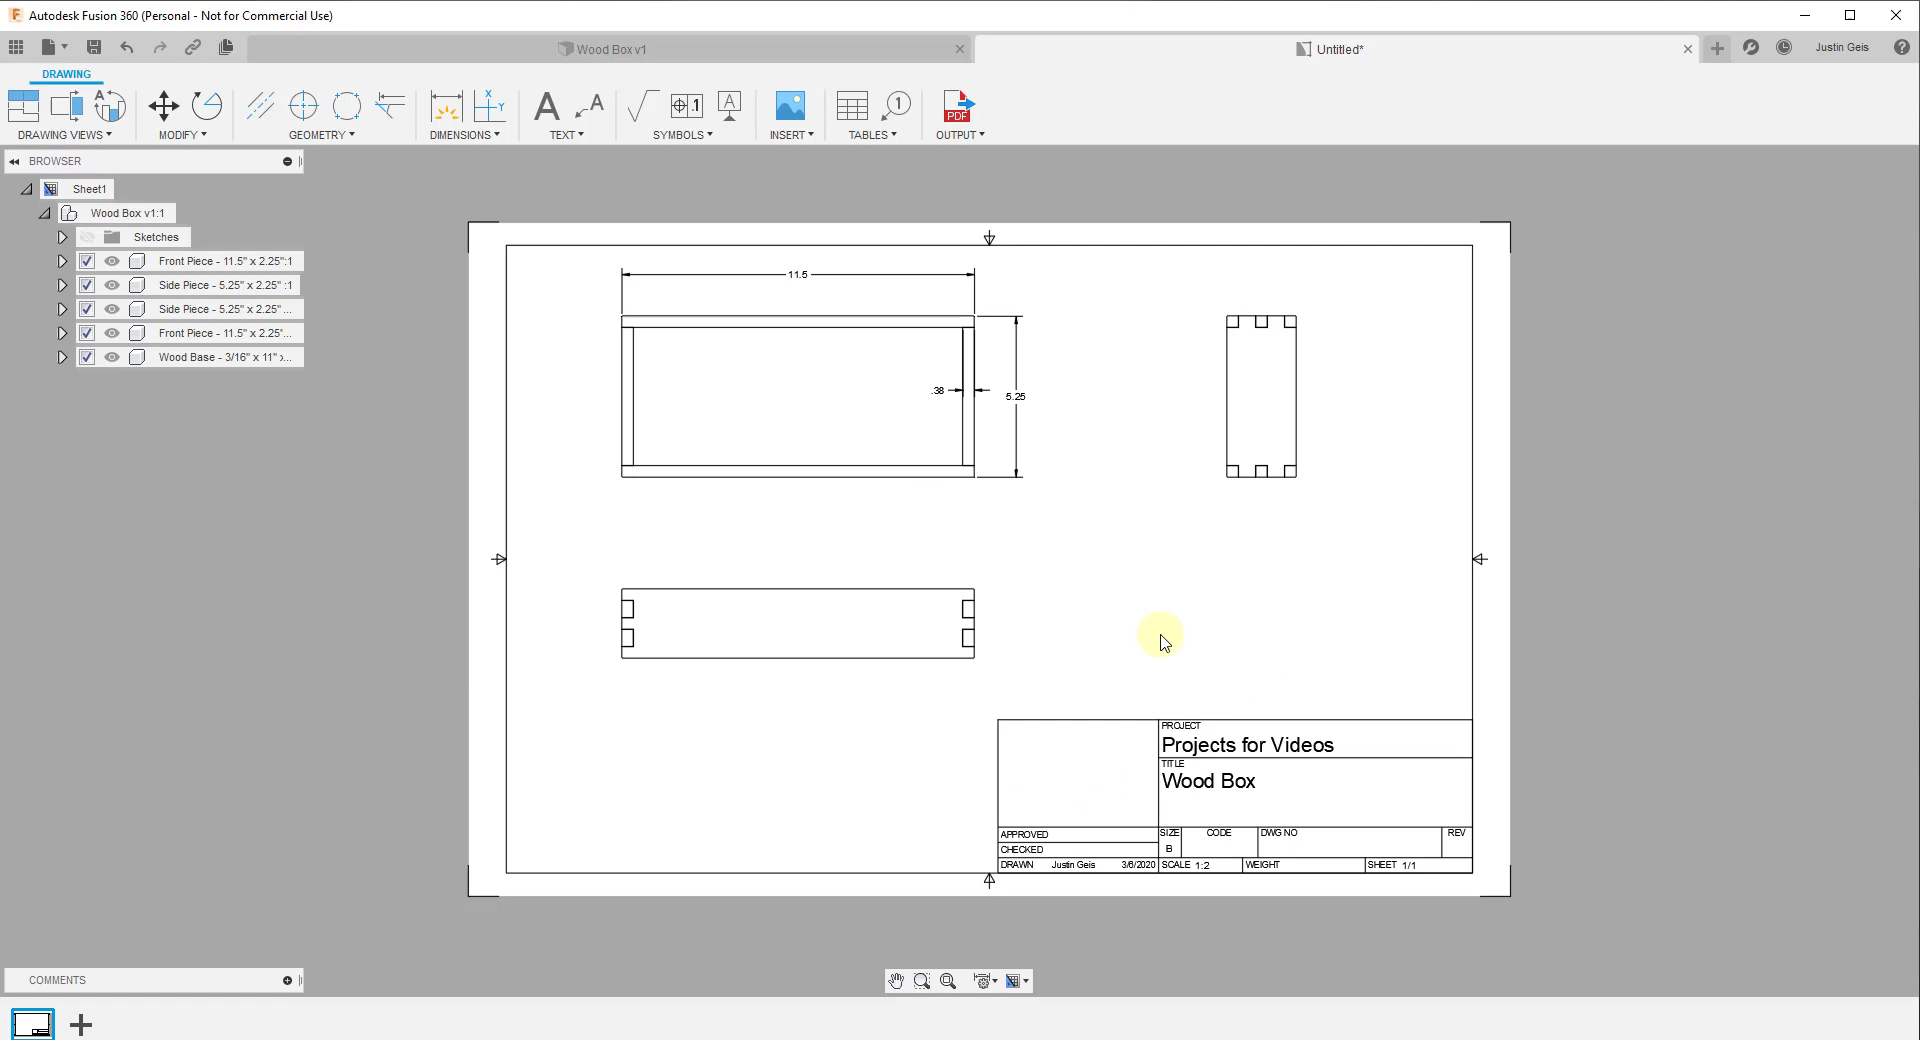 Autodesk Fusion 360 (Personal - Not for Commercial Use)
Wood Box v1
Untitled*
Justin Geis
DRAWING
DRAWING VIEWS
MODIFY
GEOMETRY
DIMENSIONS
TEXT
SYMBOLS
INSERT
TABLES
OUTPUT
PDF
BROWSER
Sheet1
Wood Box v1:1
Sketches
Front Piece - 11.5" x 2.25":1
Side Piece - 5.25" x 2.25" :1
Side Piece - 5.25" x 2.25" ...
Front Piece - 11.5" x 2.25"...
Wood Base - 3/16" x 11" x...
11.5
.38
5.25
PROJECT
Projects for Videos
TITLE
Wood Box
APPROVED
CHECKED
DRAWN Justin Geis 3/6/2020
SIZE
B
CODE
DWG NO
REV
SCALE 1:2
WEIGHT
SHEET 1/1
COMMENTS